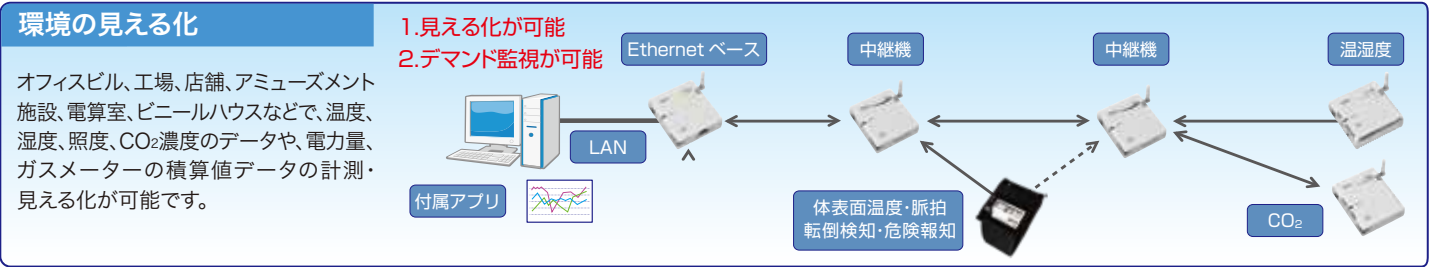 環境の見える化
オフィスビル、工場、店舗、アミューズメント
施設、電算室、ビニールハウスなどで、温度、
湿度、照度、CO₂濃度のデータや、電力量、
ガスメーターの積算値データの計測・
見える化が可能です。
1.見える化が可能
2.デマンド監視が可能
Ethernet ベース
中継機
中継機
温湿度
LAN
付属アプリ
体表面温度・脈拍
転倒検知・危険報知
CO₂